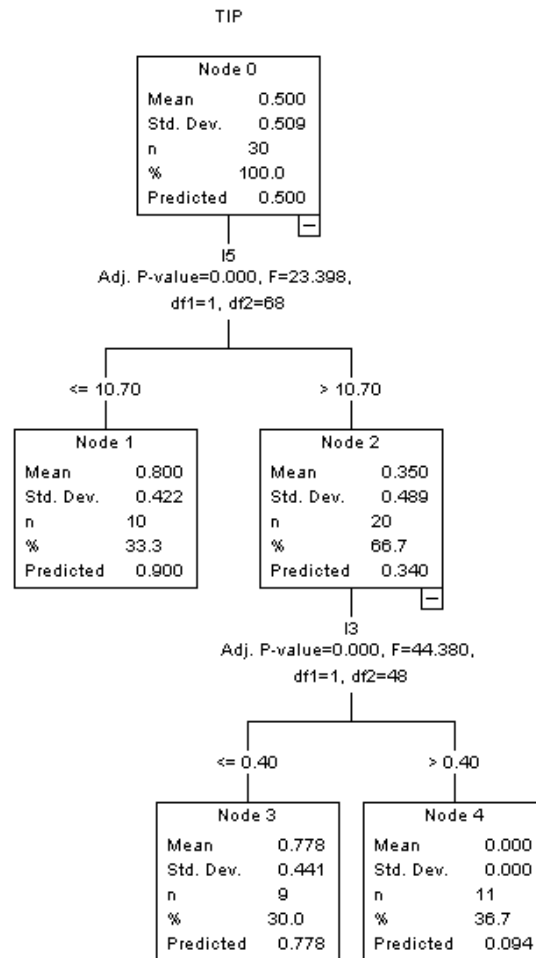 TIP
Node 0
Mean 0.500
Std. Dev. 0.509
n 30
% 100.0
Predicted 0.500
I5
Adj. P-value=0.000, F=23.398,
df1=1, df2=68
<= 10.70
> 10.70
Node 1
Mean 0.800
Std. Dev. 0.422
n 10
% 33.3
Predicted 0.900
Node 2
Mean 0.350
Std. Dev. 0.489
n 20
% 66.7
Predicted 0.340
I3
Adj. P-value=0.000, F=44.380,
df1=1, df2=48
<= 0.40
> 0.40
Node 3
Mean 0.778
Std. Dev. 0.441
n 9
% 30.0
Predicted 0.778
Node 4
Mean 0.000
Std. Dev. 0.000
n 11
% 36.7
Predicted 0.094